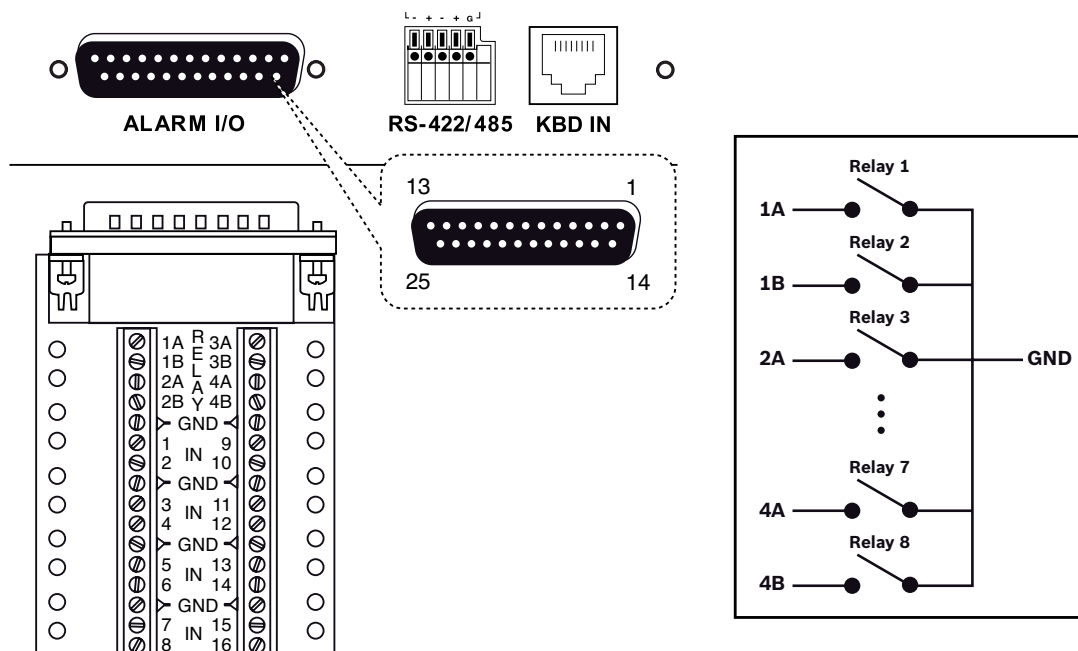 - + - + G
ALARM I/O
RS-422/485
KBD IN
13 1
25 14
1A R 3A
1B E 3B
2A L 4A
A
2B Y 4B
GND
1 IN 9
2 10
GND
3 IN 11
4 12
GND
5 IN 13
6 14
GND
7 IN 15
8 16
Relay 1
1A
Relay 2
1B
Relay 3
2A
GND
Relay 7
4A
Relay 8
4B